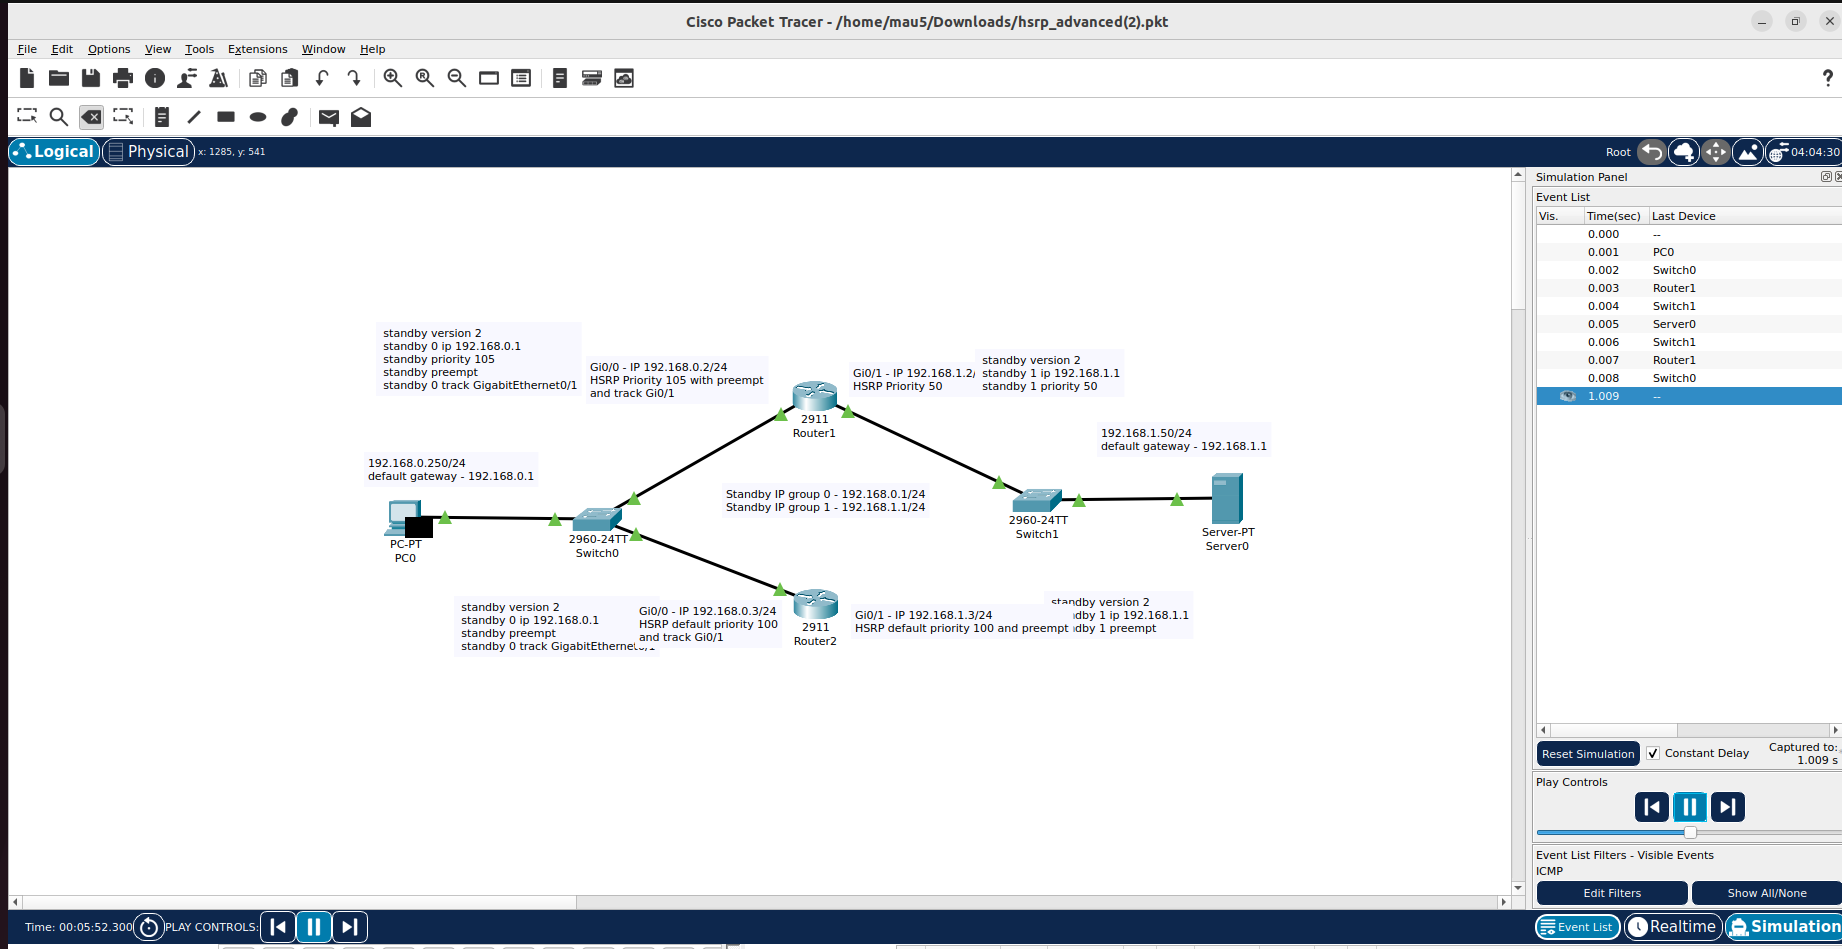 Cisco Packet Tracer - /home/mau5/Downloads/hsrp_advanced(2).pkt
File Edit Options View Tools Extensions Window Help
?
Logical Physical x: 1285, y: 541 Root 04:04:30
standby version 2
standby 0 ip 192.168.0.1
standby priority 105
standby preempt
standby 0 track GigabitEthernet0/1
Gi0/0 - IP 192.168.0.2/24
HSRP Priority 105 with preempt
and track Gi0/1
Gi0/1 - IP 192.168.1.2/
HSRP Priority 50
standby version 2
standby 1 ip 192.168.1.1
standby 1 priority 50
2911
Router1
192.168.0.250/24
default gateway - 192.168.0.1
192.168.1.50/24
default gateway - 192.168.1.1
Standby IP group 0 - 192.168.0.1/24
Standby IP group 1 - 192.168.1.1/24
PC-PT
PC0
2960-24TT
Switch0
2960-24TT
Switch1
Server-PT
Server0
standby version 2
standby 0 ip 192.168.0.1
standby preempt
standby 0 track GigabitEthernet0/1
Gi0/0 - IP 192.168.0.3/24
HSRP default priority 100
and track Gi0/1
2911
Router2
Gi0/1 - IP 192.168.1.3/24
HSRP default priority 100 and preempt
standby version 2
dby 1 ip 192.168.1.1
dby 1 preempt
Simulation Panel
Event List
Vis. Time(sec) Last Device
0.000 --
0.001 PC0
0.002 Switch0
0.003 Router1
0.004 Switch1
0.005 Server0
0.006 Switch1
0.007 Router1
0.008 Switch0
1.009 --
Reset Simulation Constant Delay Captured to:
1.009 s
Play Controls
Event List Filters - Visible Events
ICMP
Edit Filters Show All/None
Time: 00:05:52.300 PLAY CONTROLS: Event List Realtime Simulation